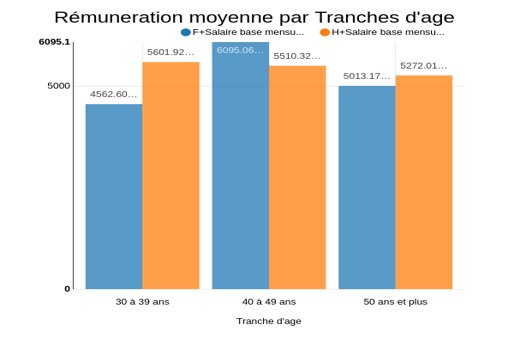 Rémuneration moyenne par Tranches d'age
F+Salaire base mensu... H+Salaire base mensu...
6095.1
6095.06...
5601.92...
5510.32...
5272.01...
5013.17...
5000
4562.60...
0
30 à 39 ans 40 à 49 ans 50 ans et plus
Tranche d'age